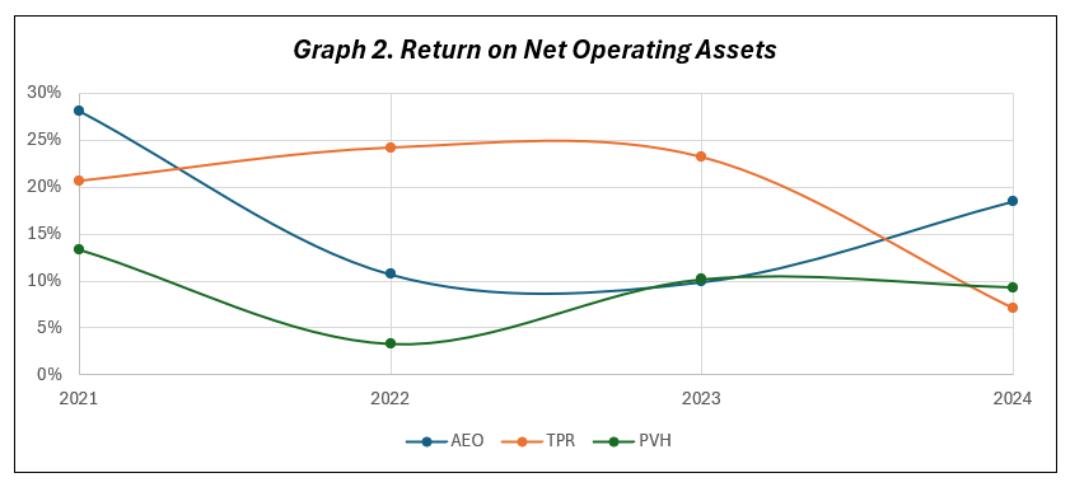 Graph 2. Return on Net Operating Assets
30%
25%
20%
15%
10%
5%
0%
2021 2022 2023 2024
AEO TPR PVH